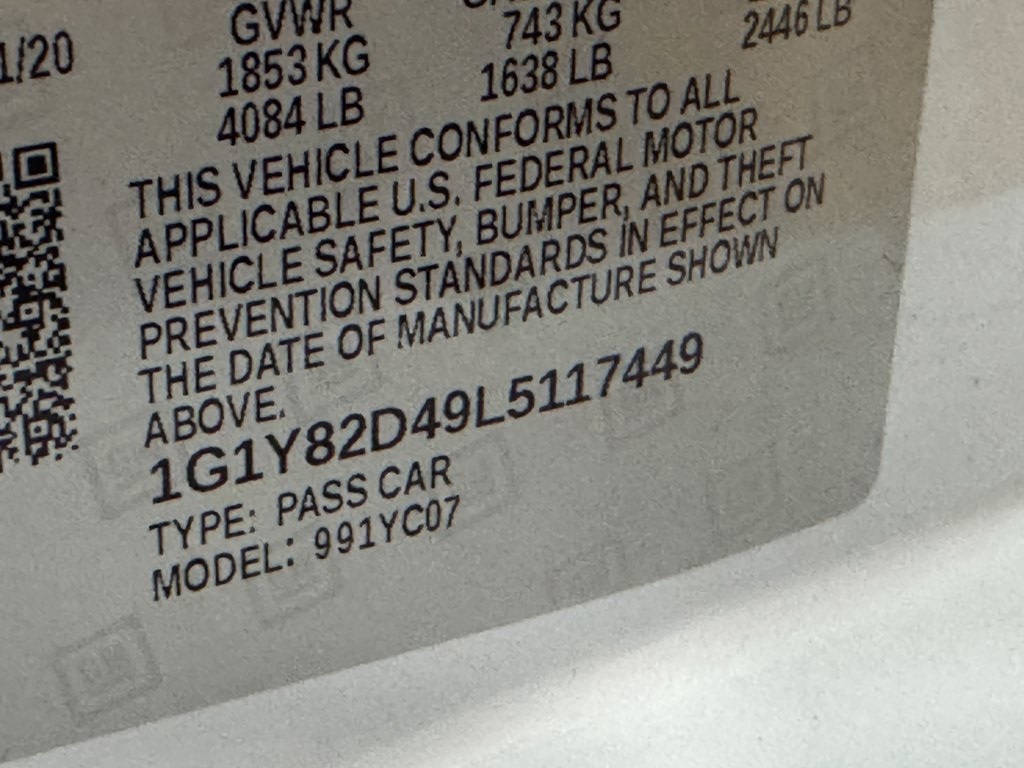 1/20
GVWR
1853 KG
4084 LB
743 KG
1638 LB
2446 LB
THIS VEHICLE CONFORMS TO ALL
APPLICABLE U.S. FEDERAL MOTOR
VEHICLE SAFETY, BUMPER, AND THEFT
PREVENTION STANDARDS IN EFFECT ON
THE DATE OF MANUFACTURE SHOWN
ABOVE.
1G1Y82D49L5117449
TYPE: PASS CAR
MODEL: 991YC07
GM